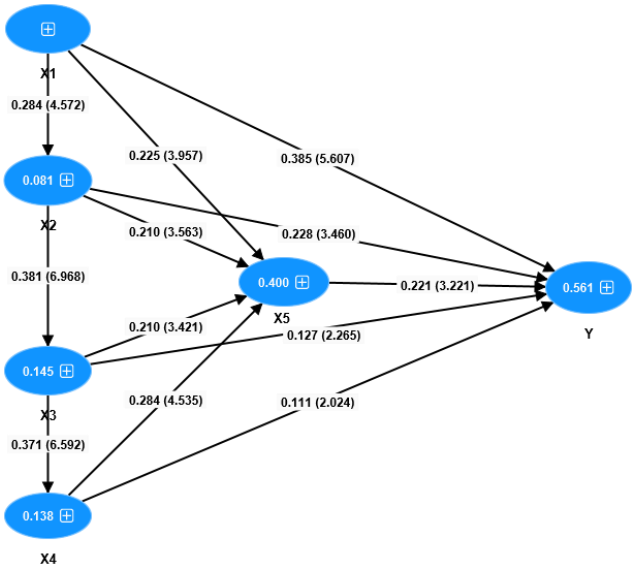 X1
0.284 (4.572)
0.225 (3.957)
0.385 (5.607)
0.081
X2
0.210 (3.563)
0.228 (3.460)
0.381 (6.968)
0.400
X5
0.221 (3.221)
0.561
Y
0.210 (3.421)
0.127 (2.265)
0.145
X3
0.284 (4.535)
0.111 (2.024)
0.371 (6.592)
0.138
X4